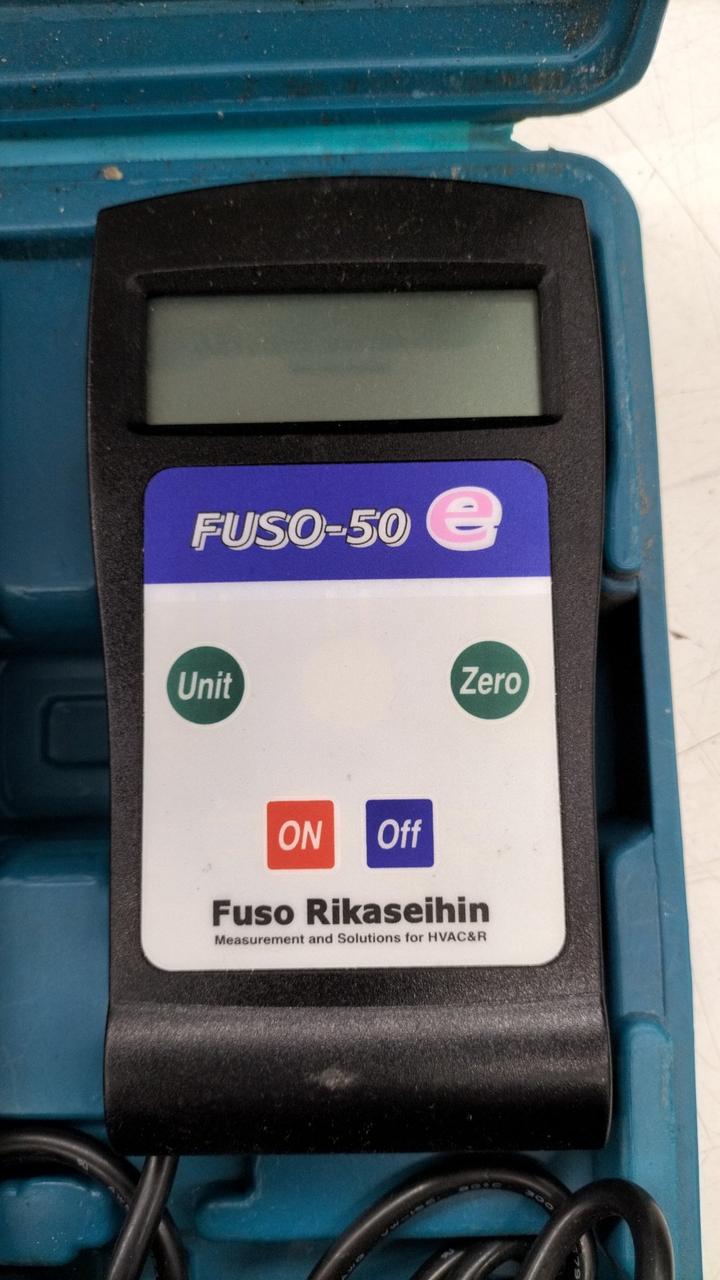 FUSO-50 e
Unit
Zero
ON
Off
Fuso Rikaseihin
Measurement and Solutions for HVAC&R